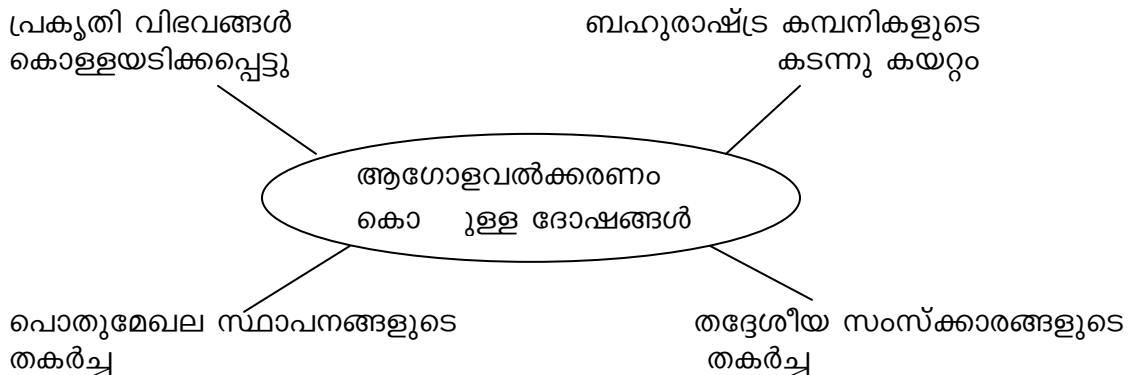 പ്രകൃതി വിഭവങ്ങൾ
കൊള്ളയടിക്കപ്പെട്ടു
ബഹുരാഷ്ട്ര കമ്പനികളുടെ
കടന്നു കയറ്റം
ആഗോളവൽക്കരണം
കൊ ുള്ള ദോഷങ്ങൾ
പൊതുമേഖല സ്ഥാപനങ്ങളുടെ
തകർച്ച
തദ്ദേശീയ സംസ്ക്കാരങ്ങളുടെ
തകർച്ച